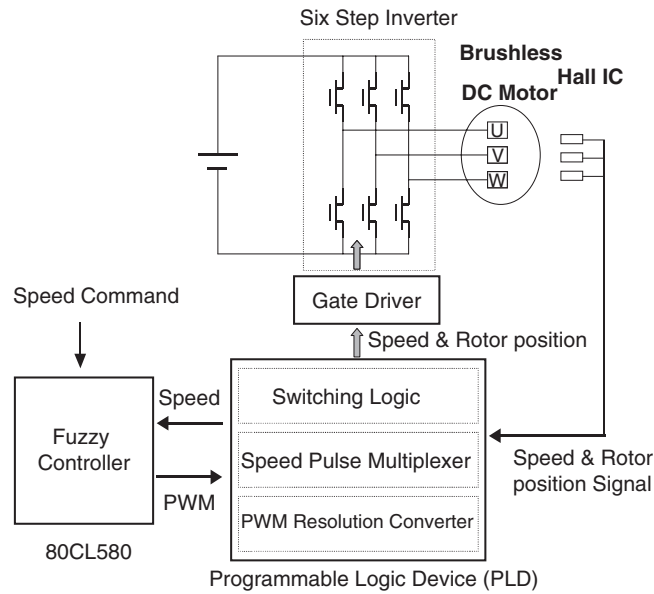 Six Step Inverter
Brushless
DC Motor
Hall IC
U
V
W
Gate Driver
Speed Command
Speed & Rotor position
Switching Logic
Speed
Fuzzy
Controller
Speed Pulse Multiplexer
Speed & Rotor
position Signal
PWM
PWM Resolution Converter
80CL580
Programmable Logic Device (PLD)